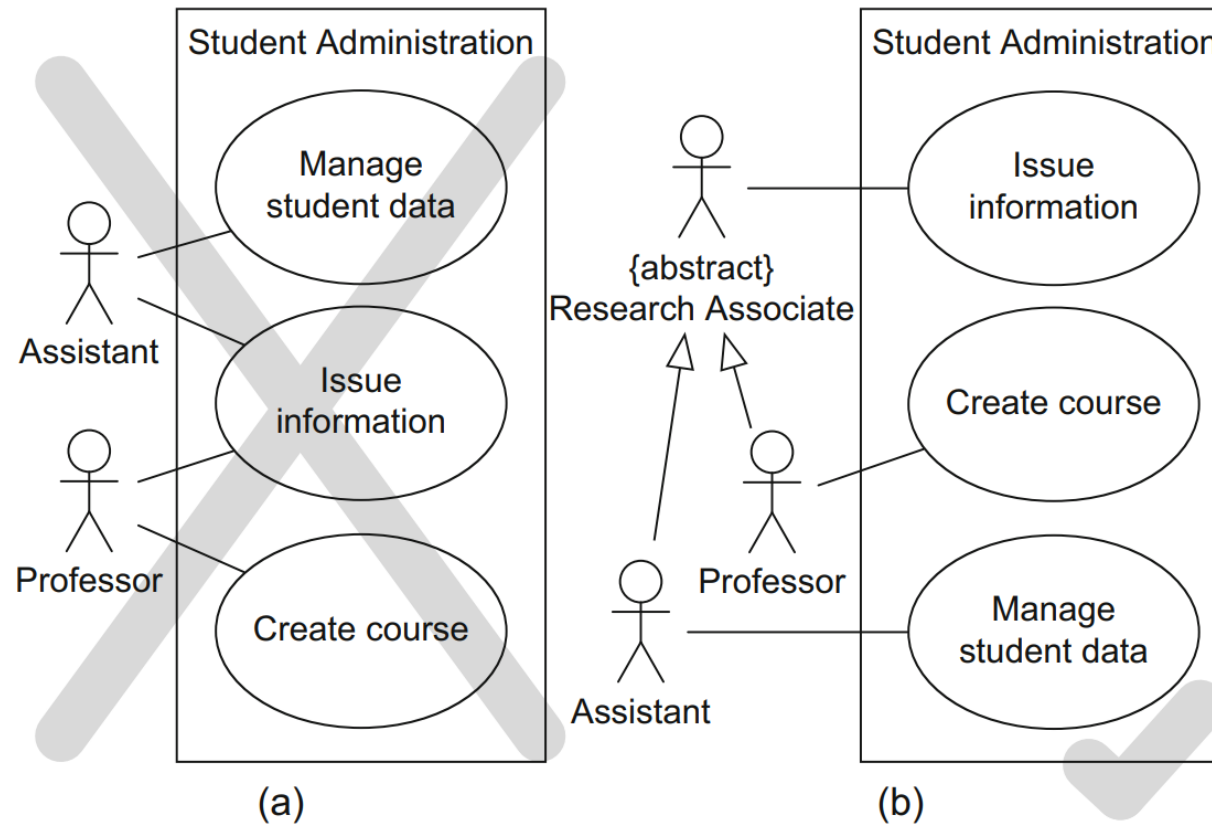 Student Administration
Manage
student data
Assistant
Issue
information
Professor
Create course
(a)
Student Administration
Issue
information
{abstract}
Research Associate
Create course
Professor
Manage
student data
Assistant
(b)